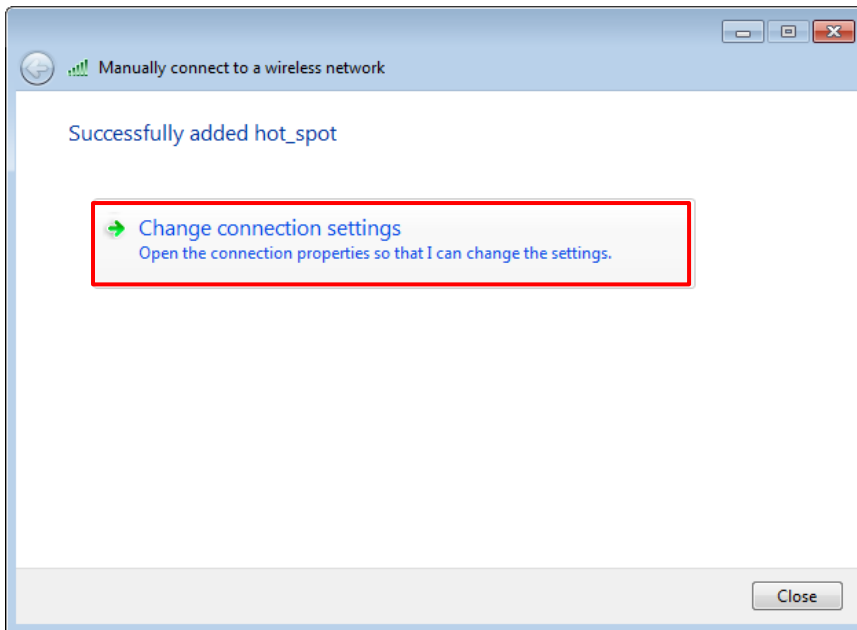 Manually connect to a wireless network
Successfully added hot_spot
Change connection settings
Open the connection properties so that I can change the settings.
Close